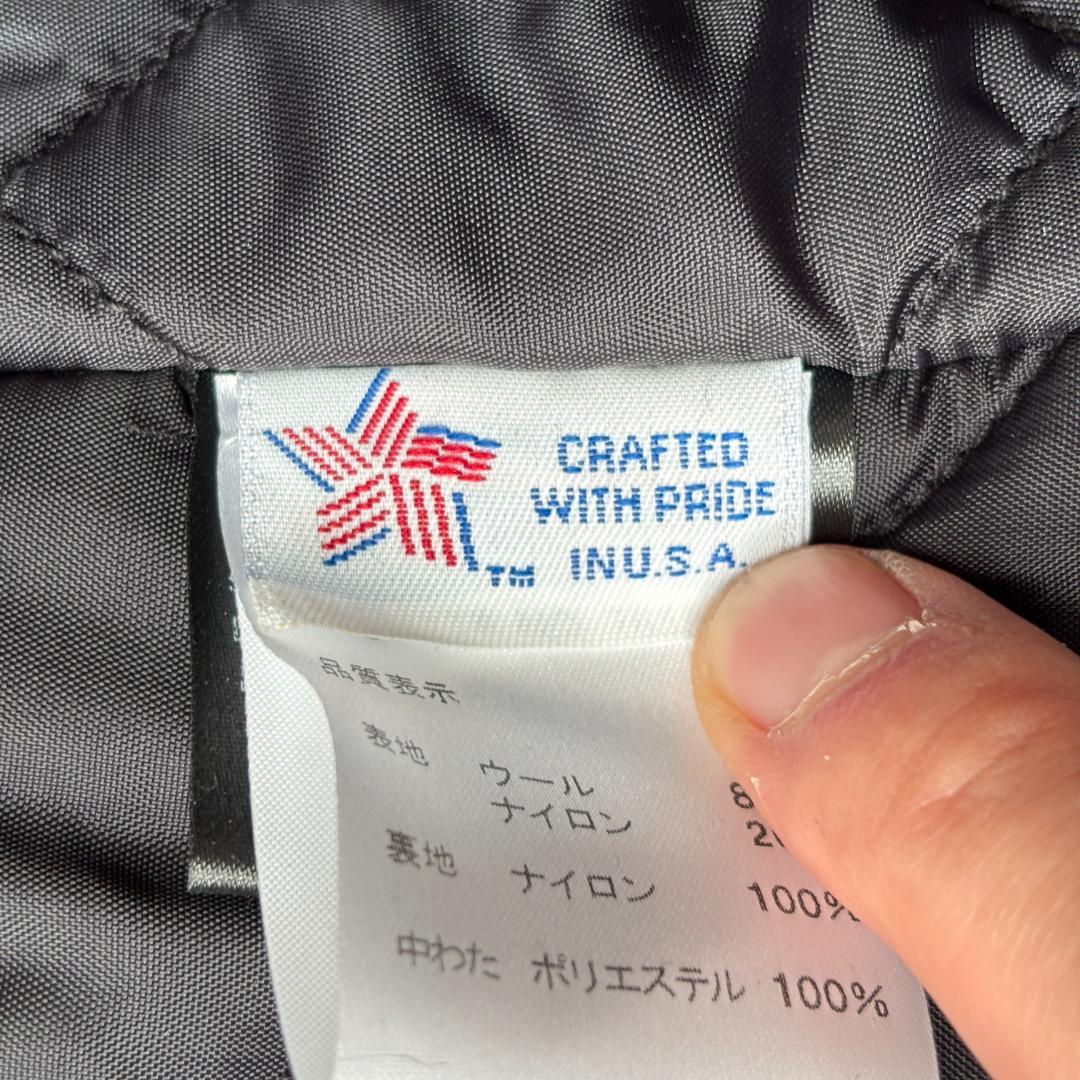 CRAFTED
WITH PRIDE
IN U.S.A.
TM
品質表示
表地 ウール
ナイロン
裏地 ナイロン 100%
中わた ポリエステル 100%